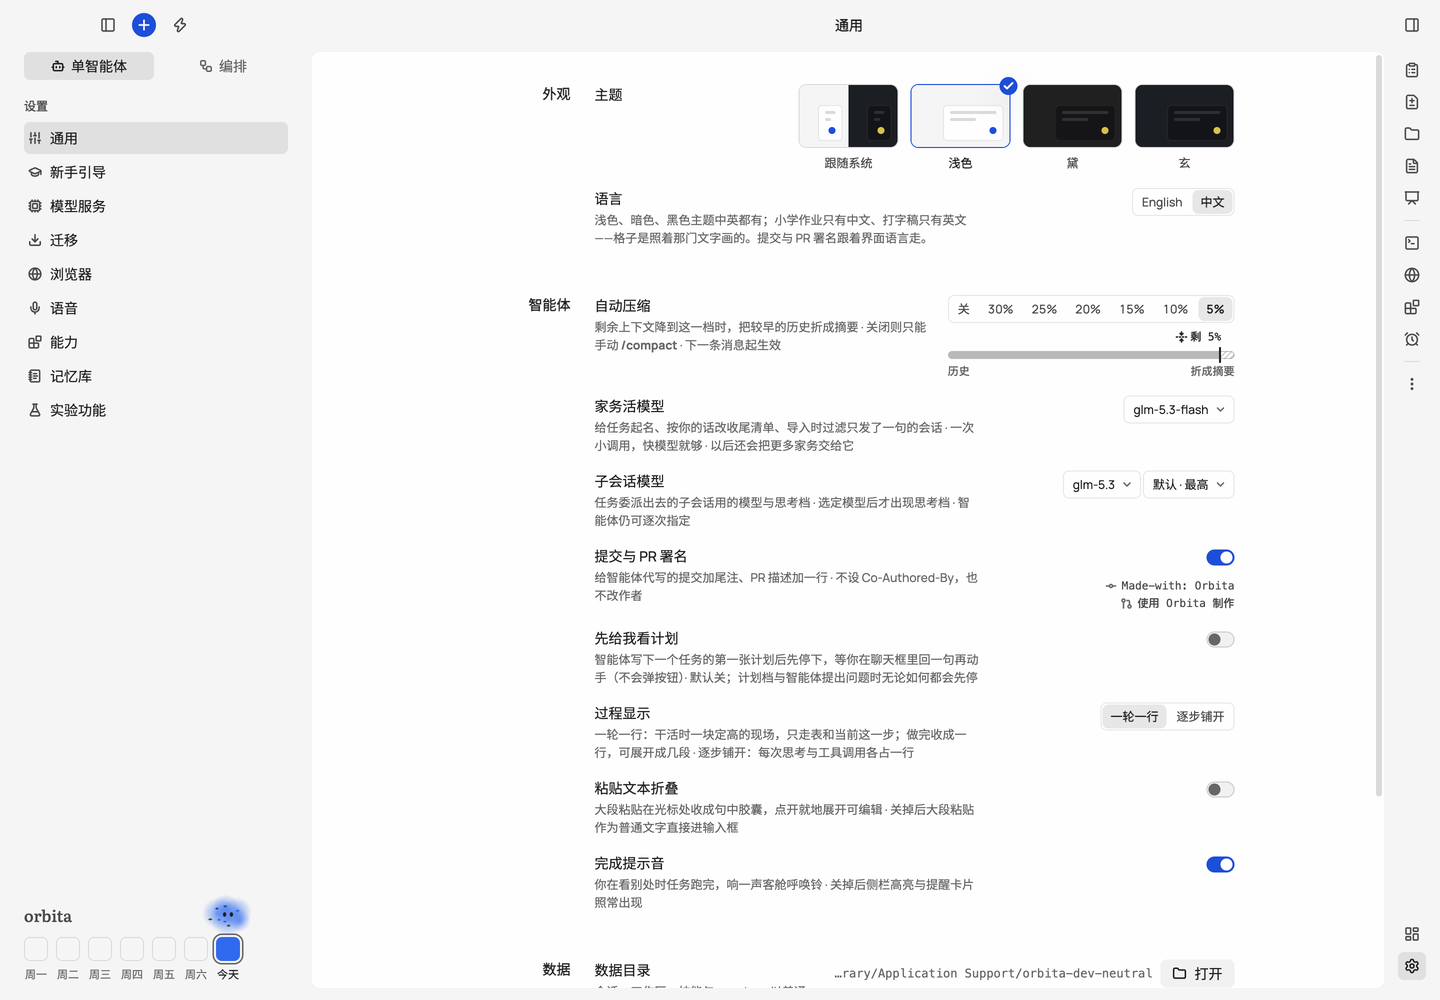 通用
单智能体
编排
设置
通用
新手引导
模型服务
迁移
浏览器
语音
能力
记忆库
实验功能
orbita
周一 周二 周三 周四 周五 周六 今天
外观
主题
跟随系统
浅色
黛
玄
语言
English 中文
浅色、暗色、黑色主题中英都有；小学作业只有中文、打字稿只有英文
——格子是照着那门文字画的。提交与 PR 署名跟着界面语言走。
智能体
自动压缩
关 30% 25% 20% 15% 10% 5%
剩余上下文降到这一档时，把较早的历史折成摘要 · 关闭则只能
手动 /compact · 下一条消息起生效
剩 5%
历史
折成摘要
家务活模型
glm-5.3-flash
给任务起名、按你的话改收尾清单、导入时过滤只发了一句的会话 · 一次
小调用，快模型就够 · 以后还会把更多家务交给它
子会话模型
glm-5.3
默认 · 最高
任务委派出去的子会话用的模型与思考档 · 选定模型后才出现思考档 · 智
能体仍可逐次指定
提交与 PR 署名
给智能体代写的提交加尾注、PR 描述加一行 · 不设 Co-Authored-By，也
不改作者
Made-with: Orbita
使用 Orbita 制作
先给我看计划
智能体写下一个任务的第一张计划后先停下，等你在聊天框里回一句再动
手（不会弹按钮）· 默认关；计划档与智能体提出问题时无论如何都会先停
过程显示
一轮一行 逐步铺开
一轮一行：干活时一块定高的现场，只走表和当前这一步；做完收成一
行，可展开成几段 · 逐步铺开：每次思考与工具调用各占一行
粘贴文本折叠
大段粘贴在光标处收成句中胶囊，点开就地展开可编辑 · 关掉后大段粘贴
作为普通文字直接进输入框
完成提示音
你在看别处时任务跑完，响一声客舱呼唤铃 · 关掉后侧栏高亮与提醒卡片
照常出现
数据
数据目录
…rary/Application Support/orbita-dev-neutral
打开